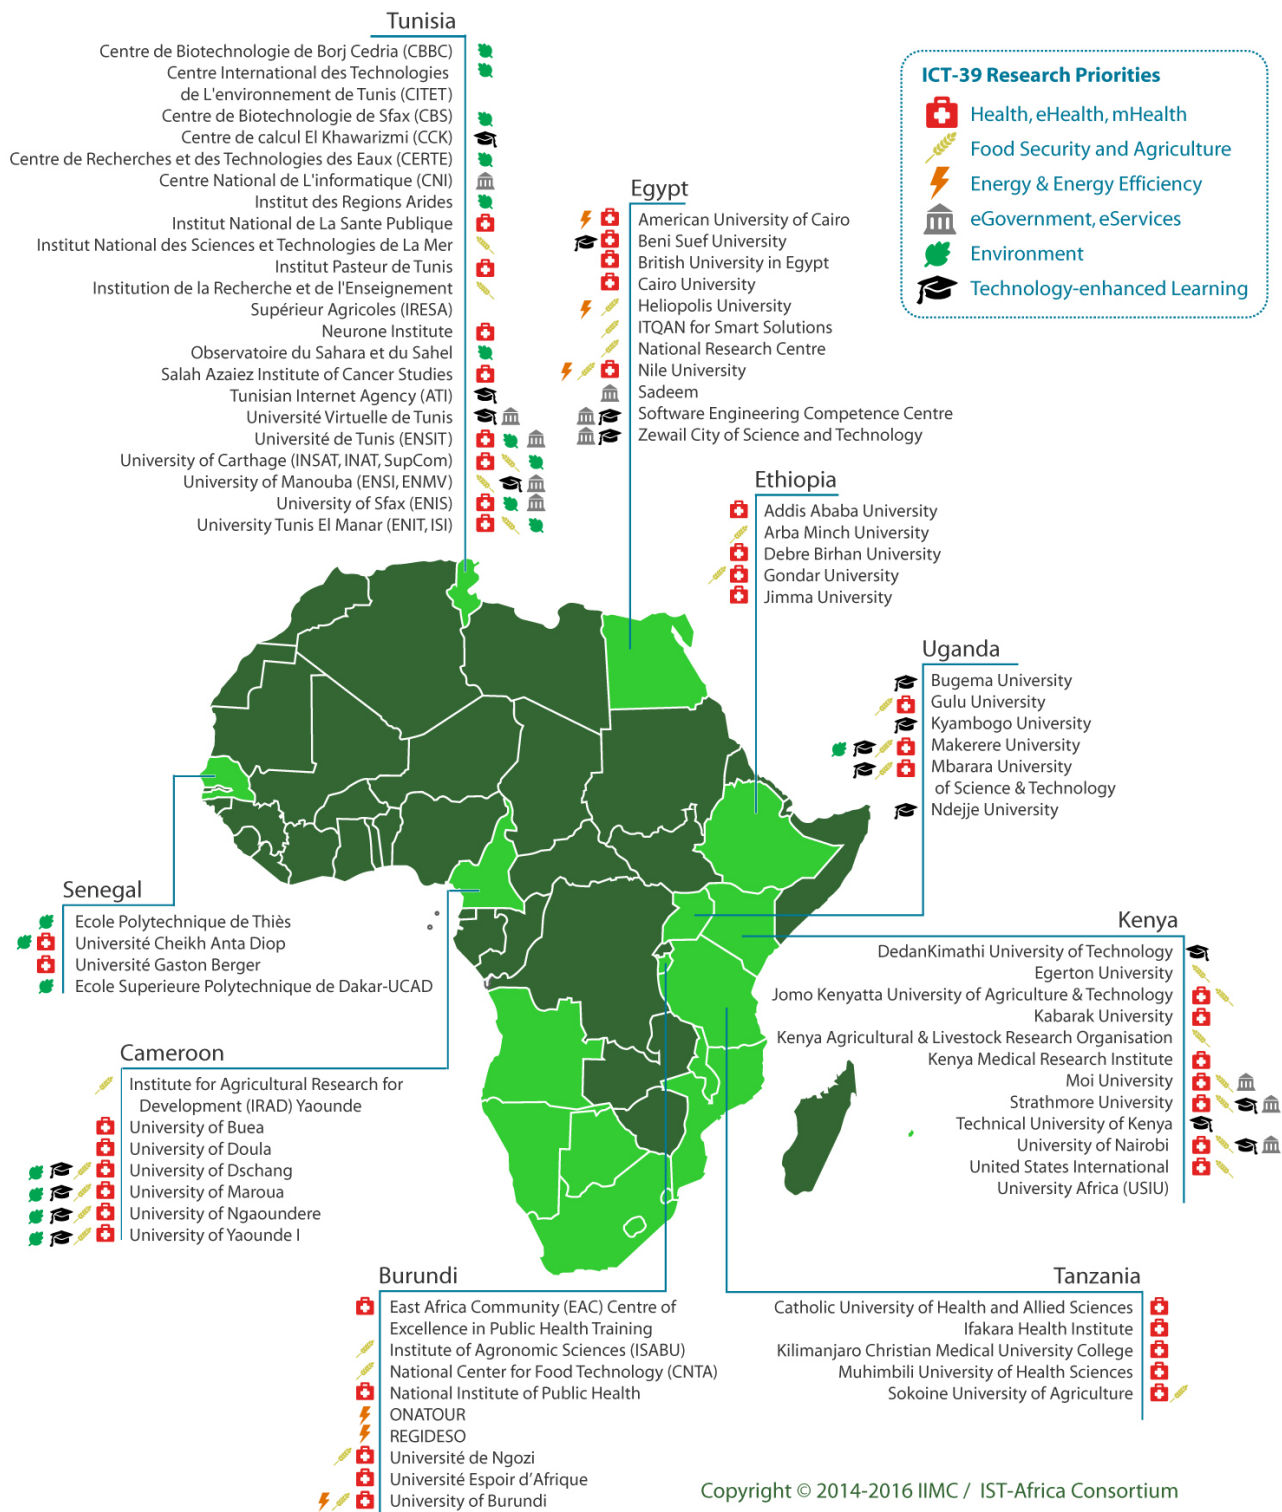 Tunisia
Centre de Biotechnologie de Borj Cedria (CBBC)
Centre International des Technologies
de L'environnement de Tunis (CITET)
Centre de Biotechnologie de Sfax (CBS)
Centre de calcul El Khawarizmi (CCK)
Centre de Recherches et des Technologies des Eaux (CERTE)
Centre National de L'informatique (CNI)
Institut des Regions Arides
Institut National de La Sante Publique
Institut National des Sciences et Technologies de La Mer
Institut Pasteur de Tunis
Institution de la Recherche et de l'Enseignement
Supérieur Agricoles (IRESA)
Neurone Institute
Observatoire du Sahara et du Sahel
Salah Azaiez Institute of Cancer Studies
Tunisian Internet Agency (ATI)
Université Virtuelle de Tunis
Université de Tunis (ENSIT)
University of Carthage (INSAT, INAT, SupCom)
University of Manouba (ENSI, ENMV)
University of Sfax (ENIS)
University Tunis El Manar (ENIT, ISI)
ICT-39 Research Priorities
Health, eHealth, mHealth
Food Security and Agriculture
Energy & Energy Efficiency
eGovernment, eServices
Environment
Technology-enhanced Learning
Egypt
American University of Cairo
Beni Suef University
British University in Egypt
Cairo University
Heliopolis University
ITQAN for Smart Solutions
National Research Centre
Nile University
Sadeem
Software Engineering Competence Centre
Zewail City of Science and Technology
Ethiopia
Addis Ababa University
Arba Minch University
Debre Birhan University
Gondar University
Jimma University
Uganda
Bugema University
Gulu University
Kyambogo University
Makerere University
Mbarara University
of Science & Technology
Ndejje University
Senegal
Ecole Polytechnique de Thiès
Université Cheikh Anta Diop
Université Gaston Berger
Ecole Superieure Polytechnique de Dakar-UCAD
Kenya
DedanKimathi University of Technology
Egerton University
Jomo Kenyatta University of Agriculture & Technology
Kabarak University
Kenya Agricultural & Livestock Research Organisation
Kenya Medical Research Institute
Moi University
Strathmore University
Technical University of Kenya
University of Nairobi
United States International
University Africa (USIU)
Cameroon
Institute for Agricultural Research for
Development (IRAD) Yaounde
University of Buea
University of Doula
University of Dschang
University of Maroua
University of Ngaoundere
University of Yaounde I
Burundi
East Africa Community (EAC) Centre of
Excellence in Public Health Training
Institute of Agronomic Sciences (ISABU)
National Center for Food Technology (CNTA)
National Institute of Public Health
ONATOUR
REGIDESO
Université de Ngozi
Université Espoir d'Afrique
University of Burundi
Tanzania
Catholic University of Health and Allied Sciences
Ifakara Health Institute
Kilimanjaro Christian Medical University College
Muhimbili University of Health Sciences
Sokoine University of Agriculture
Copyright © 2014-2016 IIMC / IST-Africa Consortium